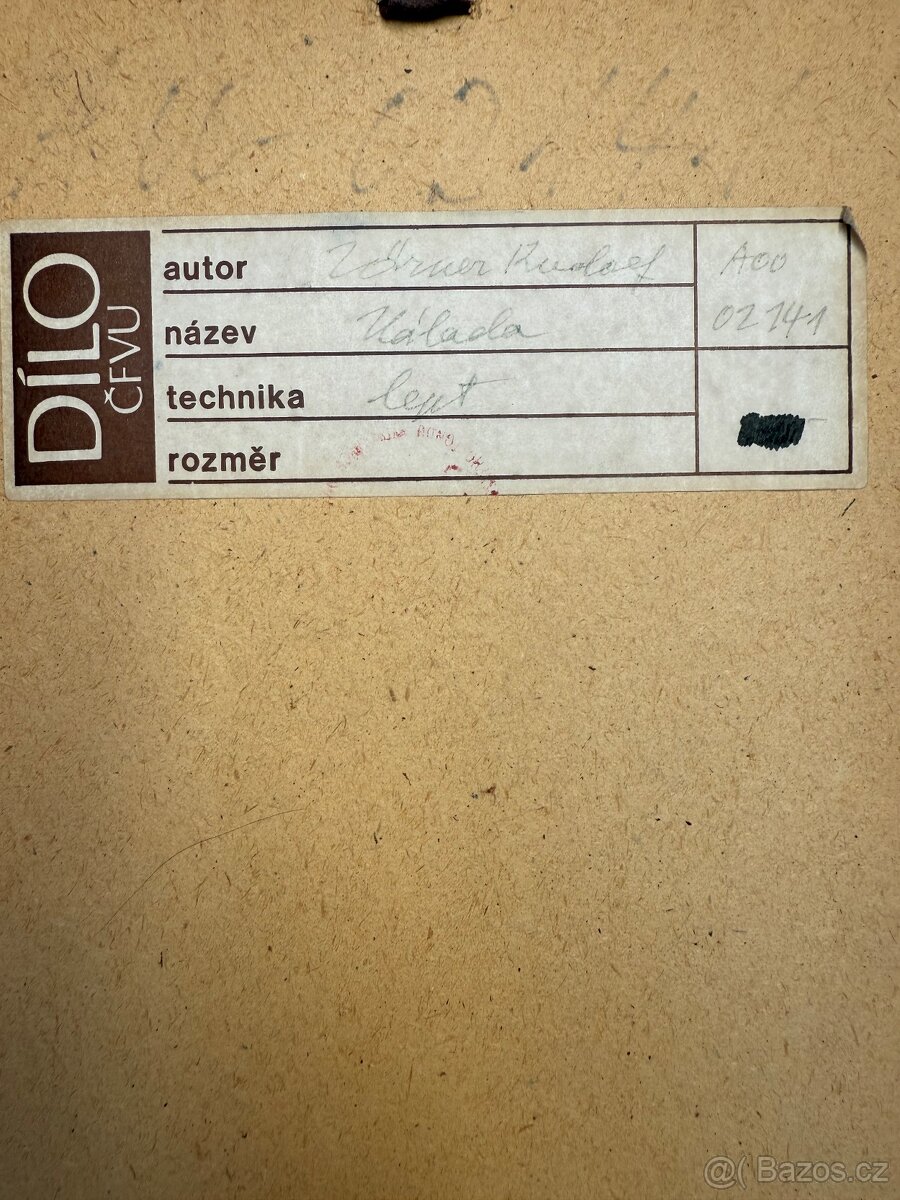 DÍLO
ČFVU
autor Zörner Rudolf A00
název Nálada 02141
technika lept
rozměr
@( Bazos.cz